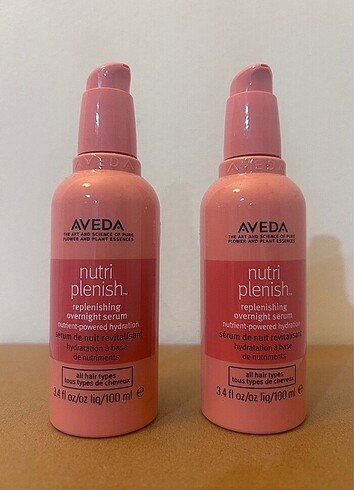 AVEDA
AVEDA
THE ART AND SCIENCE OF PURE
FLOWER AND PLANT ESSENCES
nutri
plenish™
replenishing
overnight serum
nutrient-powered hydration
sérum de nuit revitalisant
hydratation à base
de nutriments
all hair types
tous types de cheveux
3.4 fl oz/oz liq/100 ml e
AVEDA
AVEDA
THE ART AND SCIENCE OF PURE
FLOWER AND PLANT ESSENCES
nutri
plenish™
replenishing
overnight serum
nutrient-powered hydration
sérum de nuit revitalisant
hydratation à base
de nutriments
all hair types
tous types de cheveux
3.4 fl oz/oz liq/100 ml e